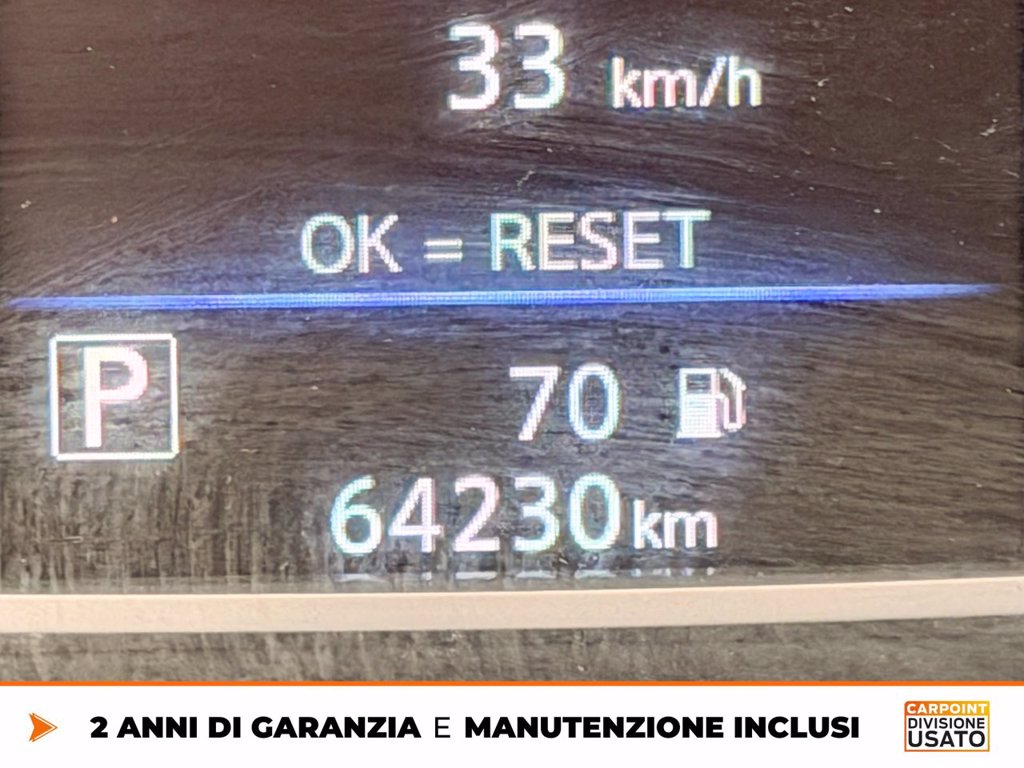 33 km/h
OK = RESET
P
70
64230 km
2 ANNI DI GARANZIA E MANUTENZIONE INCLUSI
CARPOINT
DIVISIONE
USATO